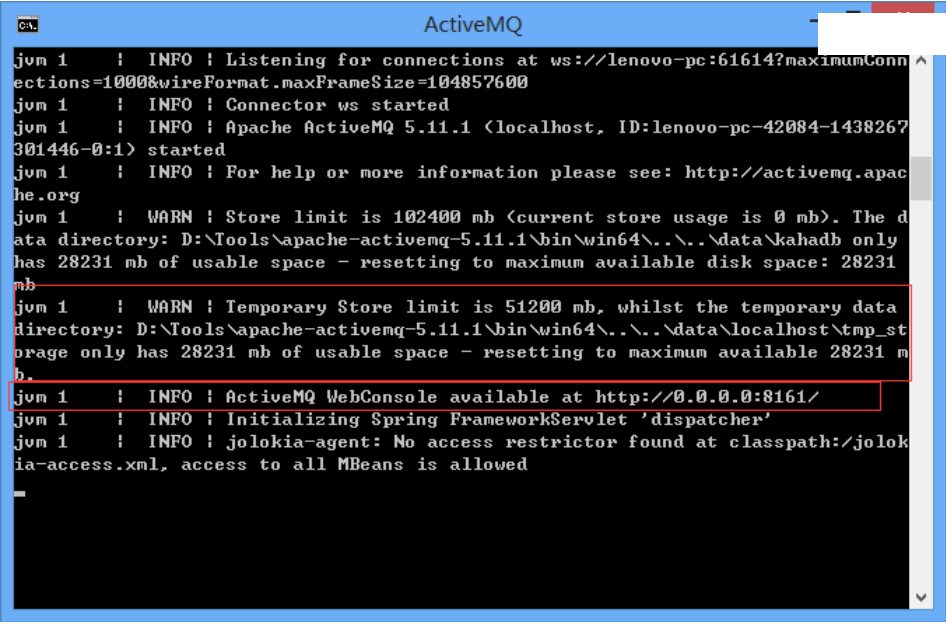 ActiveMQ
jvm 1    | INFO | Listening for connections at ws://lenovo-pc:61614?maximumConn
ections=1000&wireFormat.maxFrameSize=104857600
jvm 1    | INFO | Connector ws started
jvm 1    | INFO | Apache ActiveMQ 5.11.1 (localhost, ID:lenovo-pc-42084-1438267
301446-0:1) started
jvm 1    | INFO | For help or more information please see: http://activemq.apac
he.org
jvm 1    | WARN | Store limit is 102400 mb (current store usage is 0 mb). The d
ata directory: D:\Tools\apache-activemq-5.11.1\bin\win64\..\..\data\kahadb only
has 28231 mb of usable space - resetting to maximum available disk space: 28231
mb
jvm 1    | WARN | Temporary Store limit is 51200 mb, whilst the temporary data
directory: D:\Tools\apache-activemq-5.11.1\bin\win64\..\..\data\localhost\tmp_st
orage only has 28231 mb of usable space - resetting to maximum available 28231 m
b.
jvm 1    | INFO | ActiveMQ WebConsole available at http://0.0.0.0:8161/
jvm 1    | INFO | Initializing Spring FrameworkServlet 'dispatcher'
jvm 1    | INFO | jolokia-agent: No access restrictor found at classpath:/jolok
ia-access.xml, access to all MBeans is allowed